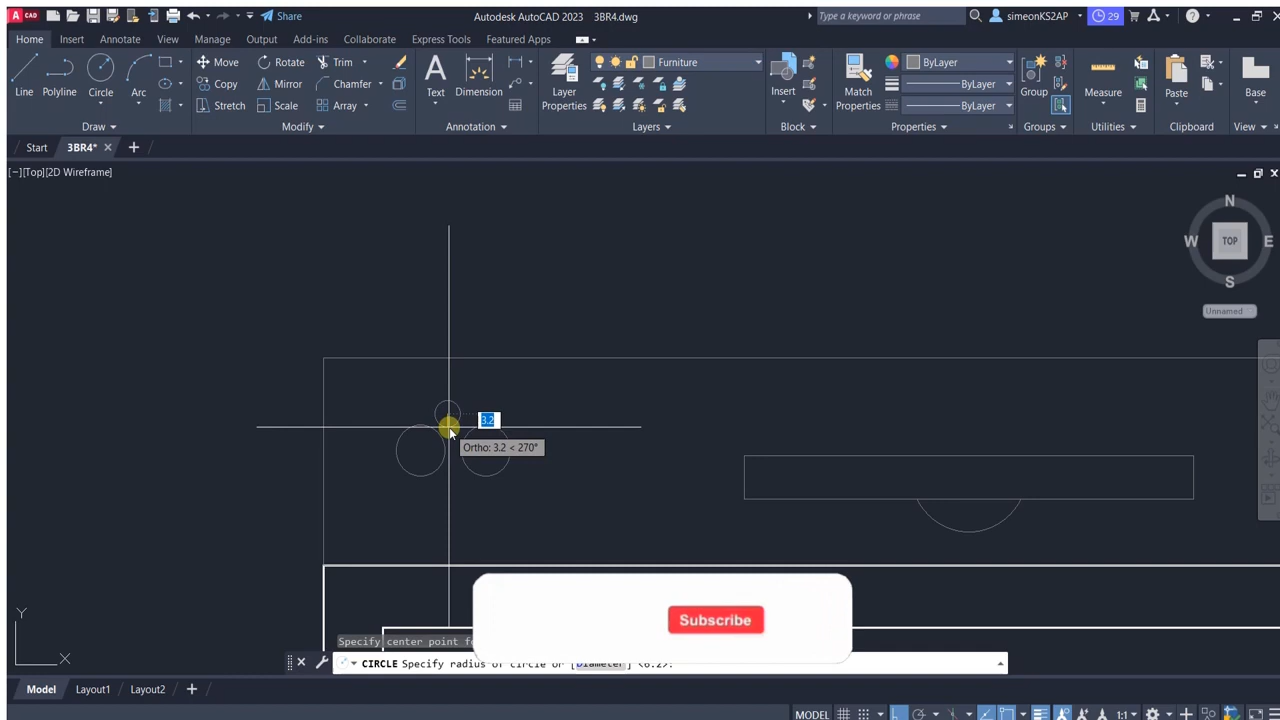 CAD
Share
Autodesk AutoCAD 2023 3BR4.dwg
Type a keyword or phrase
simeonKS2AP
29
Home Insert Annotate View Manage Output Add-ins Collaborate Express Tools Featured Apps
Line Polyline Circle Arc
Move Rotate Trim
Copy Mirror Chamfer
Stretch Scale Array
Text Dimension
Layer Properties
Furniture
Insert
Match Properties
ByLayer
ByLayer
ByLayer
Group
Measure
Paste
Base
Draw Modify Annotation Layers Block Properties Groups Utilities Clipboard View
Start 3BR4*
[−][Top][2D Wireframe]
N
W TOP E
S
Unnamed
3.2
Ortho: 3.2 < 270°
Subscribe
Y
X
Specify center point fo
CIRCLE Specify radius of circle or [Diameter] <6.2>:
Model Layout1 Layout2
MODEL 1:1